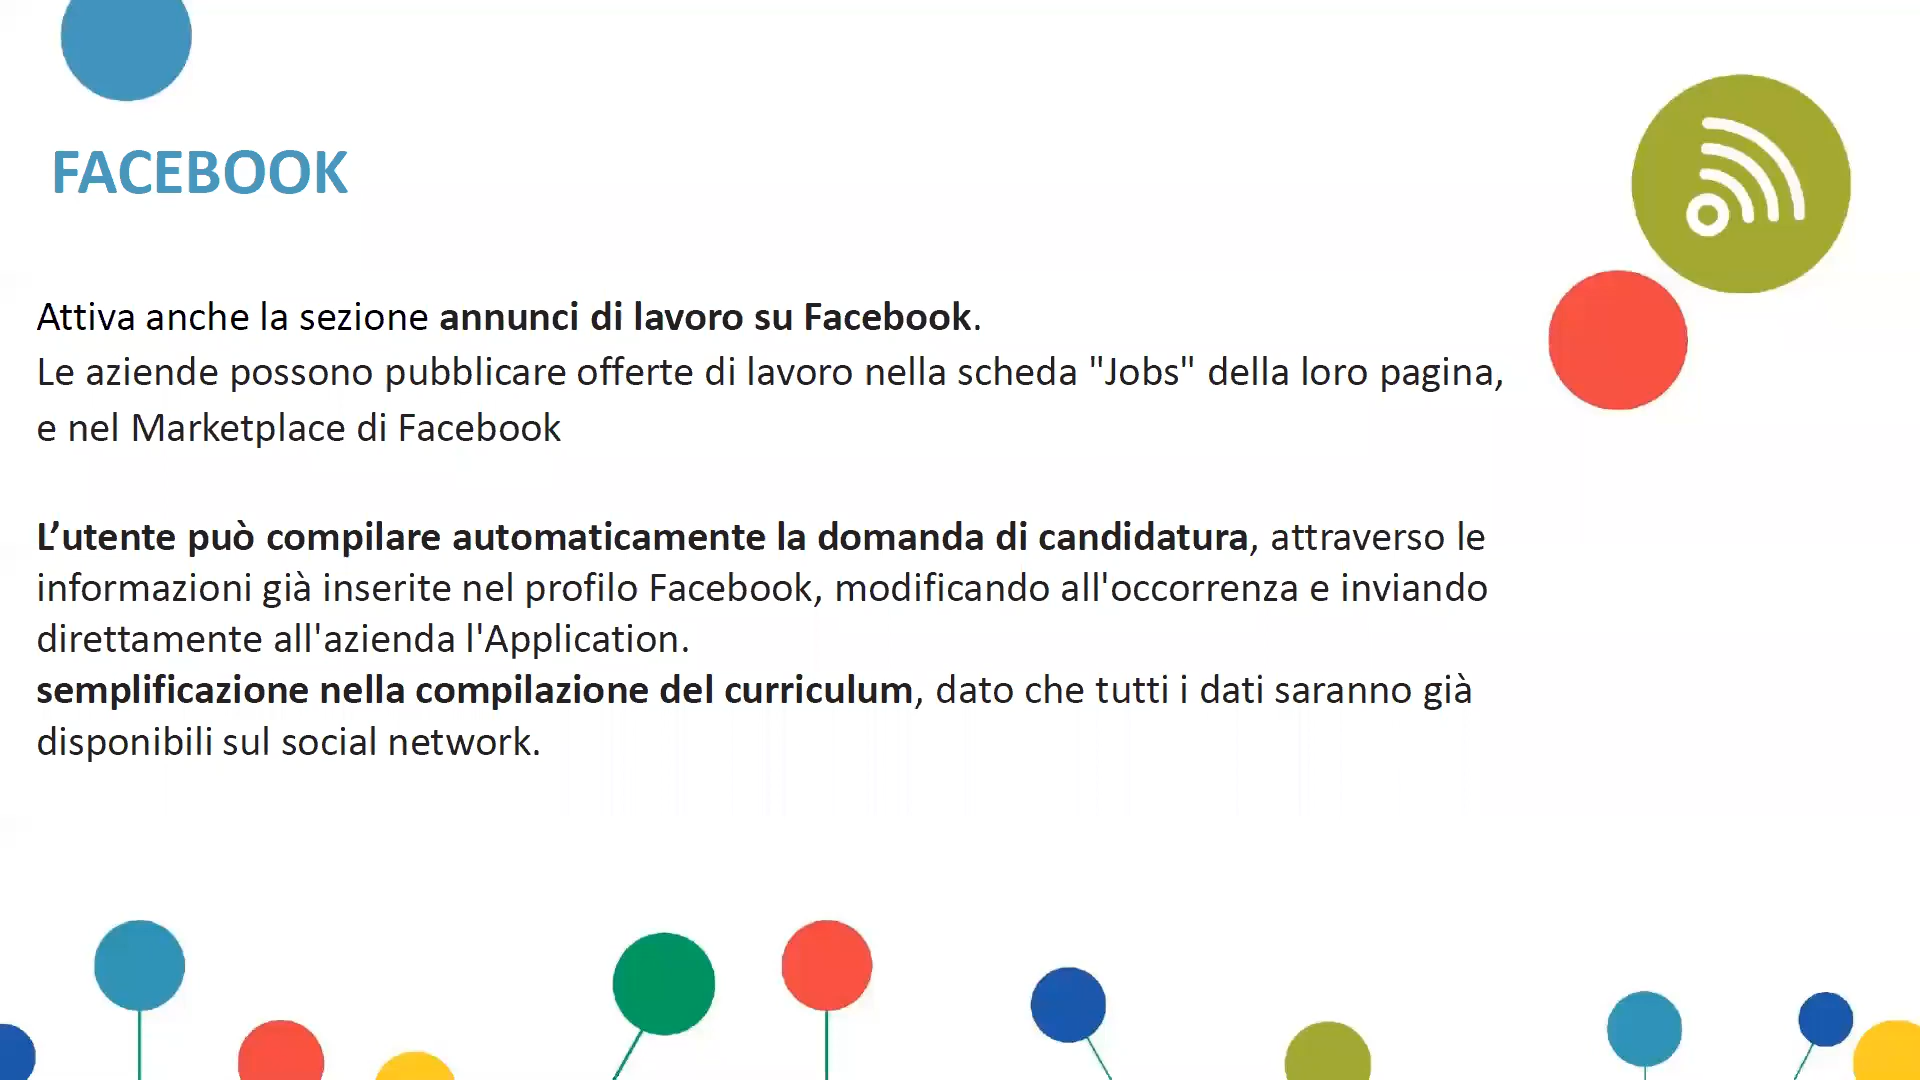 FACEBOOK
Attiva anche la sezione annunci di lavoro su Facebook.
Le aziende possono pubblicare offerte di lavoro nella scheda "Jobs" della loro pagina,
e nel Marketplace di Facebook
L’utente può compilare automaticamente la domanda di candidatura, attraverso le
informazioni già inserite nel profilo Facebook, modificando all'occorrenza e inviando
direttamente all'azienda l'Application.
semplificazione nella compilazione del curriculum, dato che tutti i dati saranno già
disponibili sul social network.